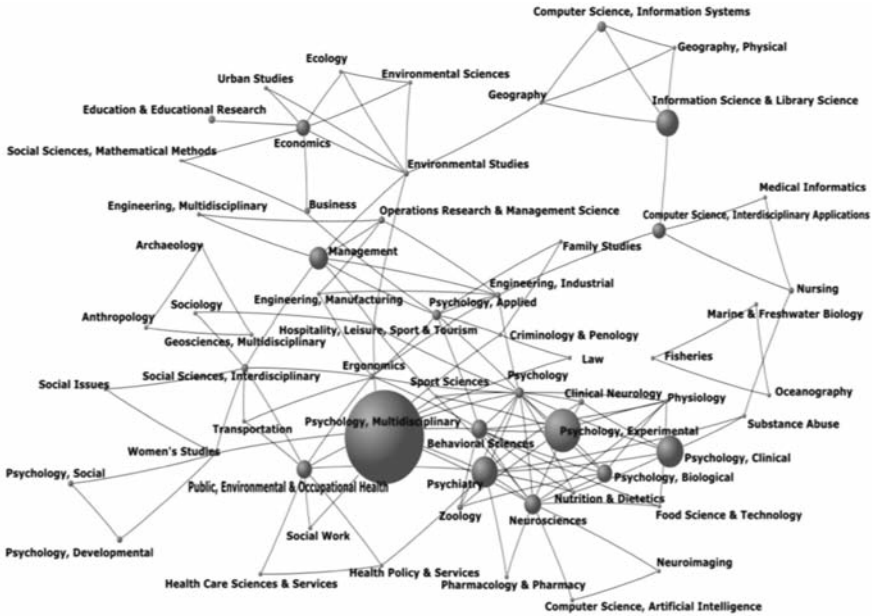 Computer Science, Information Systems
Geography, Physical
Ecology
Urban Studies
Environmental Sciences
Geography
Information Science & Library Science
Education & Educational Research
Economics
Social Sciences, Mathematical Methods
Environmental Studies
Medical Informatics
Engineering, Multidisciplinary
Business
Operations Research & Management Science
Computer Science, Interdisciplinary Applications
Archaeology
Management
Family Studies
Engineering, Industrial
Nursing
Sociology
Engineering, Manufacturing
Psychology, Applied
Marine & Freshwater Biology
Anthropology
Hospitality, Leisure, Sport & Tourism
Criminology & Penology
Geosciences, Multidisciplinary
Law
Fisheries
Ergonomics
Social Issues
Social Sciences, Interdisciplinary
Sport Sciences
Psychology
Clinical Neurology
Physiology
Oceanography
Transportation
Psychology, Multidisciplinary
Substance Abuse
Behavioral Sciences
Psychology, Experimental
Women's Studies
Psychology, Clinical
Psychology, Social
Public, Environmental & Occupational Health
Psychiatry
Psychology, Biological
Nutrition & Dietetics
Zoology
Neurosciences
Food Science & Technology
Social Work
Psychology, Developmental
Neuroimaging
Health Care Sciences & Services
Health Policy & Services
Pharmacology & Pharmacy
Computer Science, Artificial Intelligence